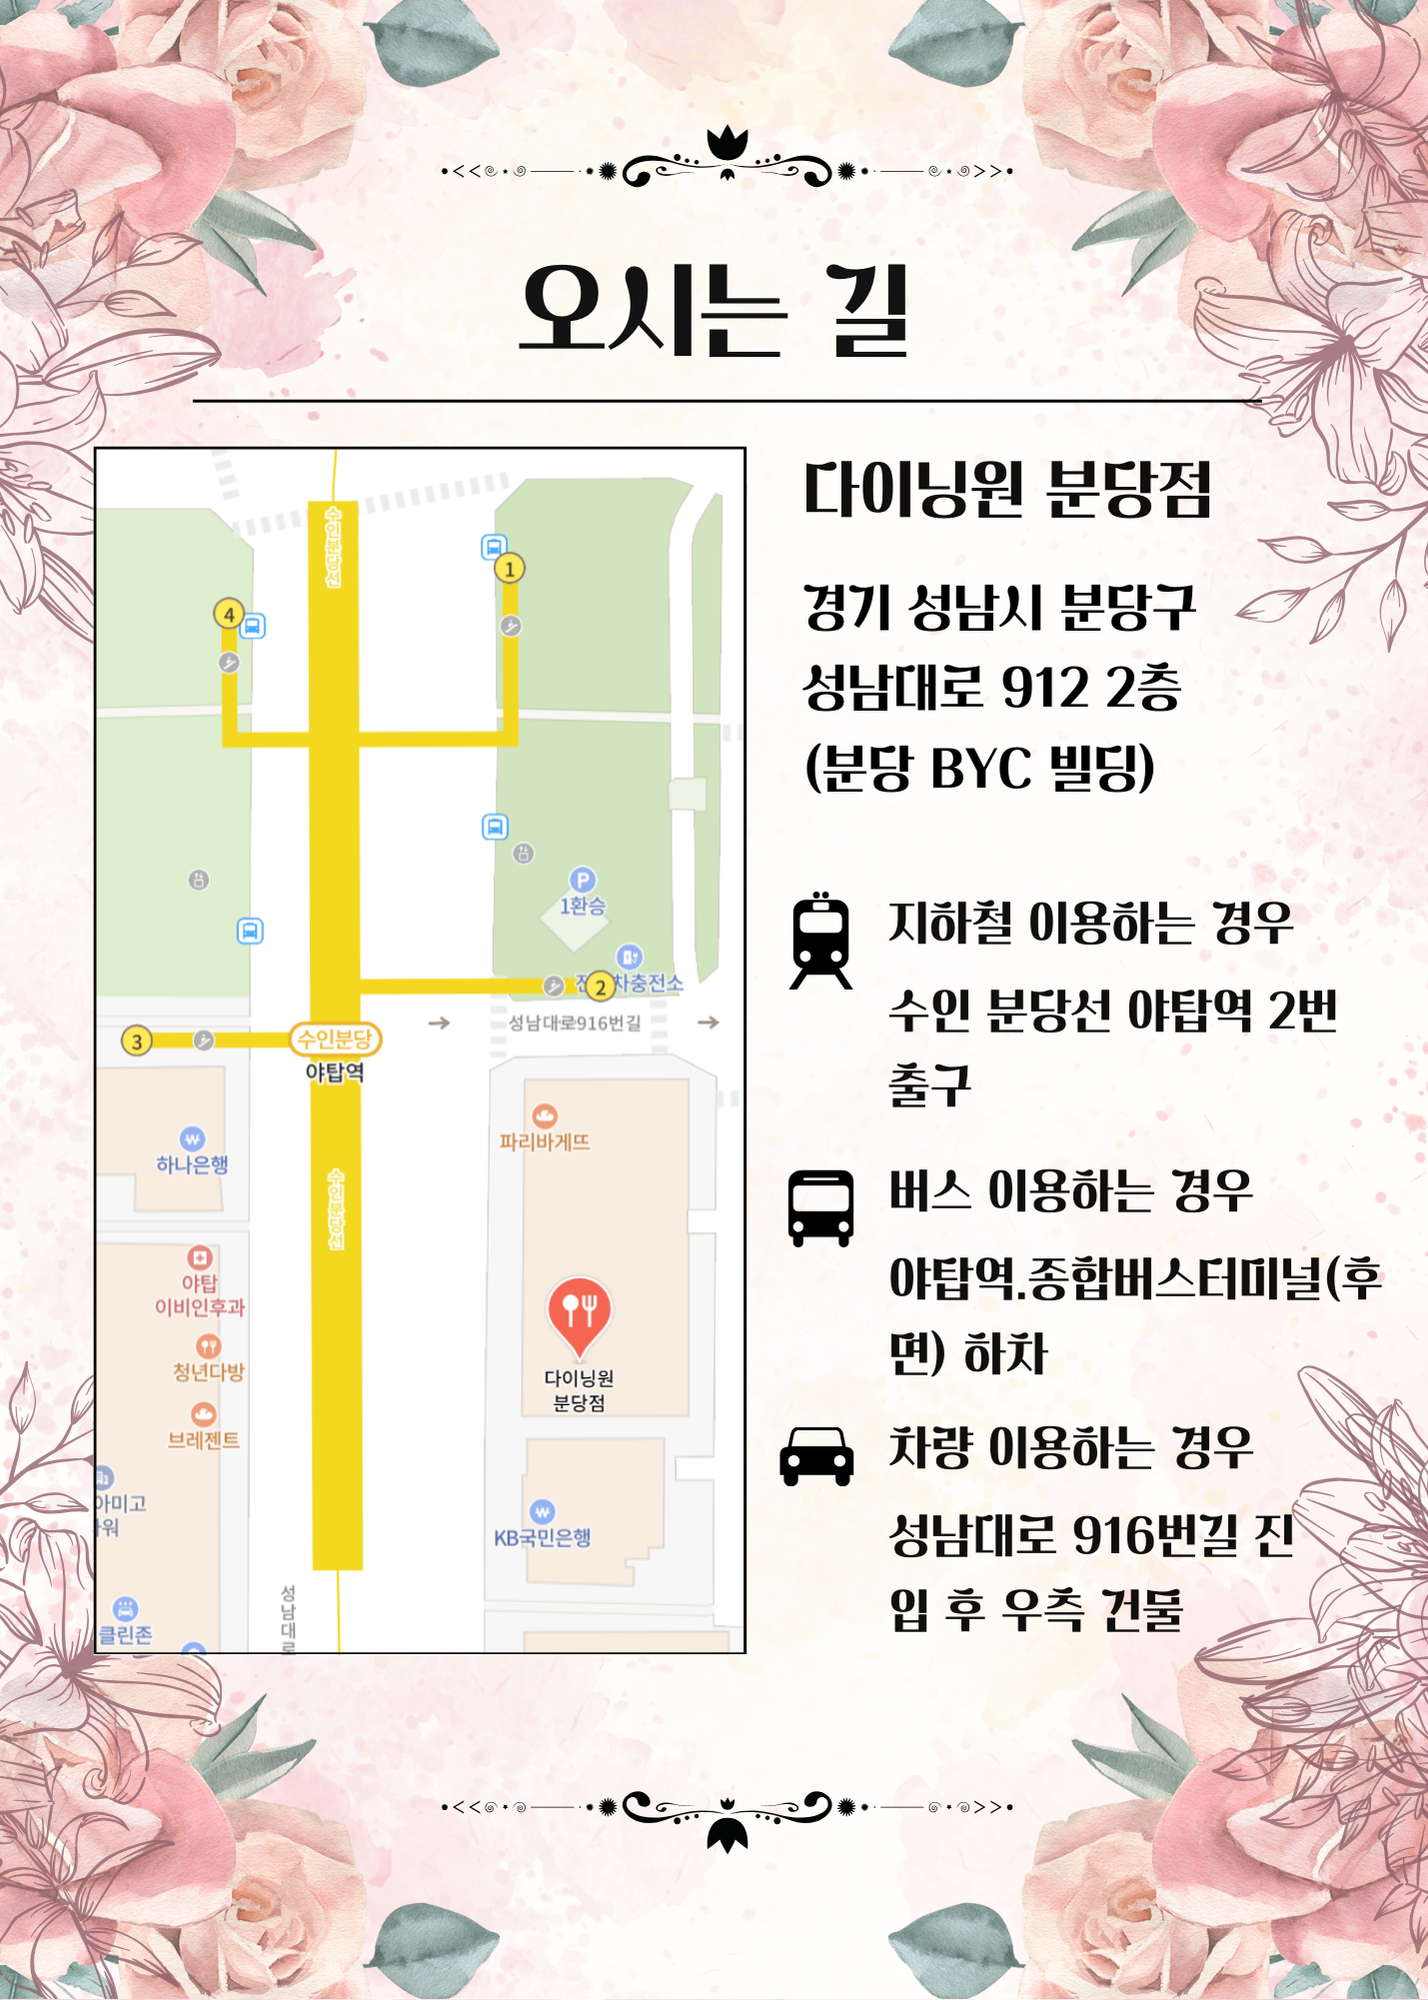 오시는 길
수인분당선
1
4
1환승
2
성남대로916번길
3
수인분당
야탑역
파리바게뜨
하나은행
수인분당선
야탑
이비인후과
청년다방
브레젠트
다이닝원
분당점
아미고
KB국민은행
클린존
성남대로
다이닝원 분당점
경기 성남시 분당구
성남대로 912 2층
(분당 BYC 빌딩)
지하철 이용하는 경우
수인 분당선 야탑역 2번
출구
버스 이용하는 경우
야탑역.종합버스터미널(후
면) 하차
차량 이용하는 경우
성남대로 916번길 진
입 후 우측 건물